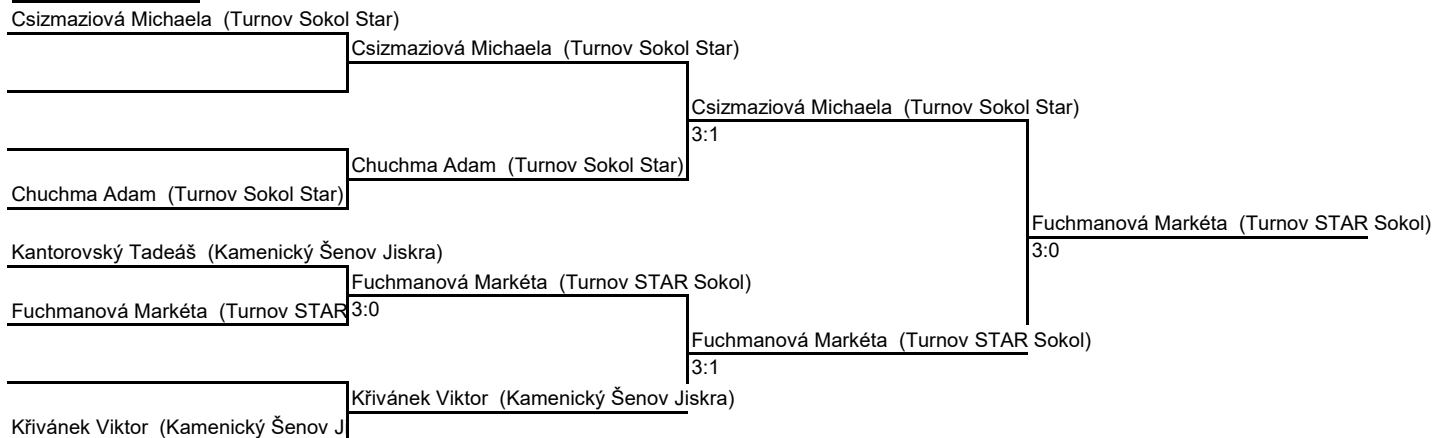 Csizmaziová Michaela (Turnov Sokol Star)
Csizmaziová Michaela (Turnov Sokol Star)
Csizmaziová Michaela (Turnov Sokol Star)
3:1
Chuchma Adam (Turnov Sokol Star)
Chuchma Adam (Turnov Sokol Star)
Fuchmanová Markéta (Turnov STAR Sokol)
3:0
Kantorovský Tadeáš (Kamenický Šenov Jiskra)
Fuchmanová Markéta (Turnov STAR Sokol)
Fuchmanová Markéta (Turnov STAR
3:0
Fuchmanová Markéta (Turnov STAR Sokol)
3:1
Křivánek Viktor (Kamenický Šenov Jiskra)
Křivánek Viktor (Kamenický Šenov J